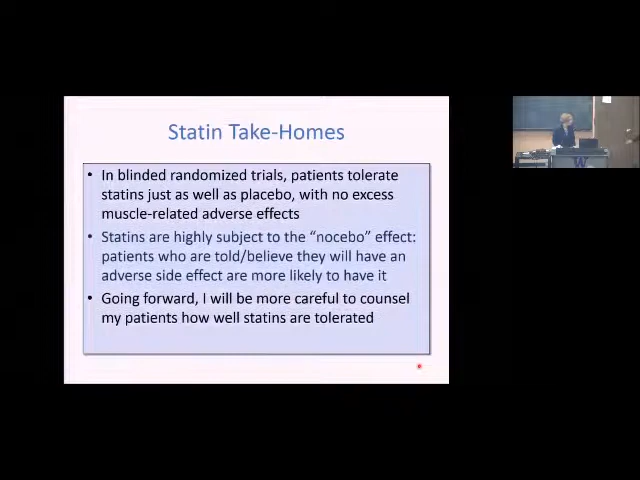 Statin Take-Homes
• In blinded randomized trials, patients tolerate
statins just as well as placebo, with no excess
muscle-related adverse effects
• Statins are highly subject to the “nocebo” effect:
patients who are told/believe they will have an
adverse side effect are more likely to have it
• Going forward, I will be more careful to counsel
my patients how well statins are tolerated
W